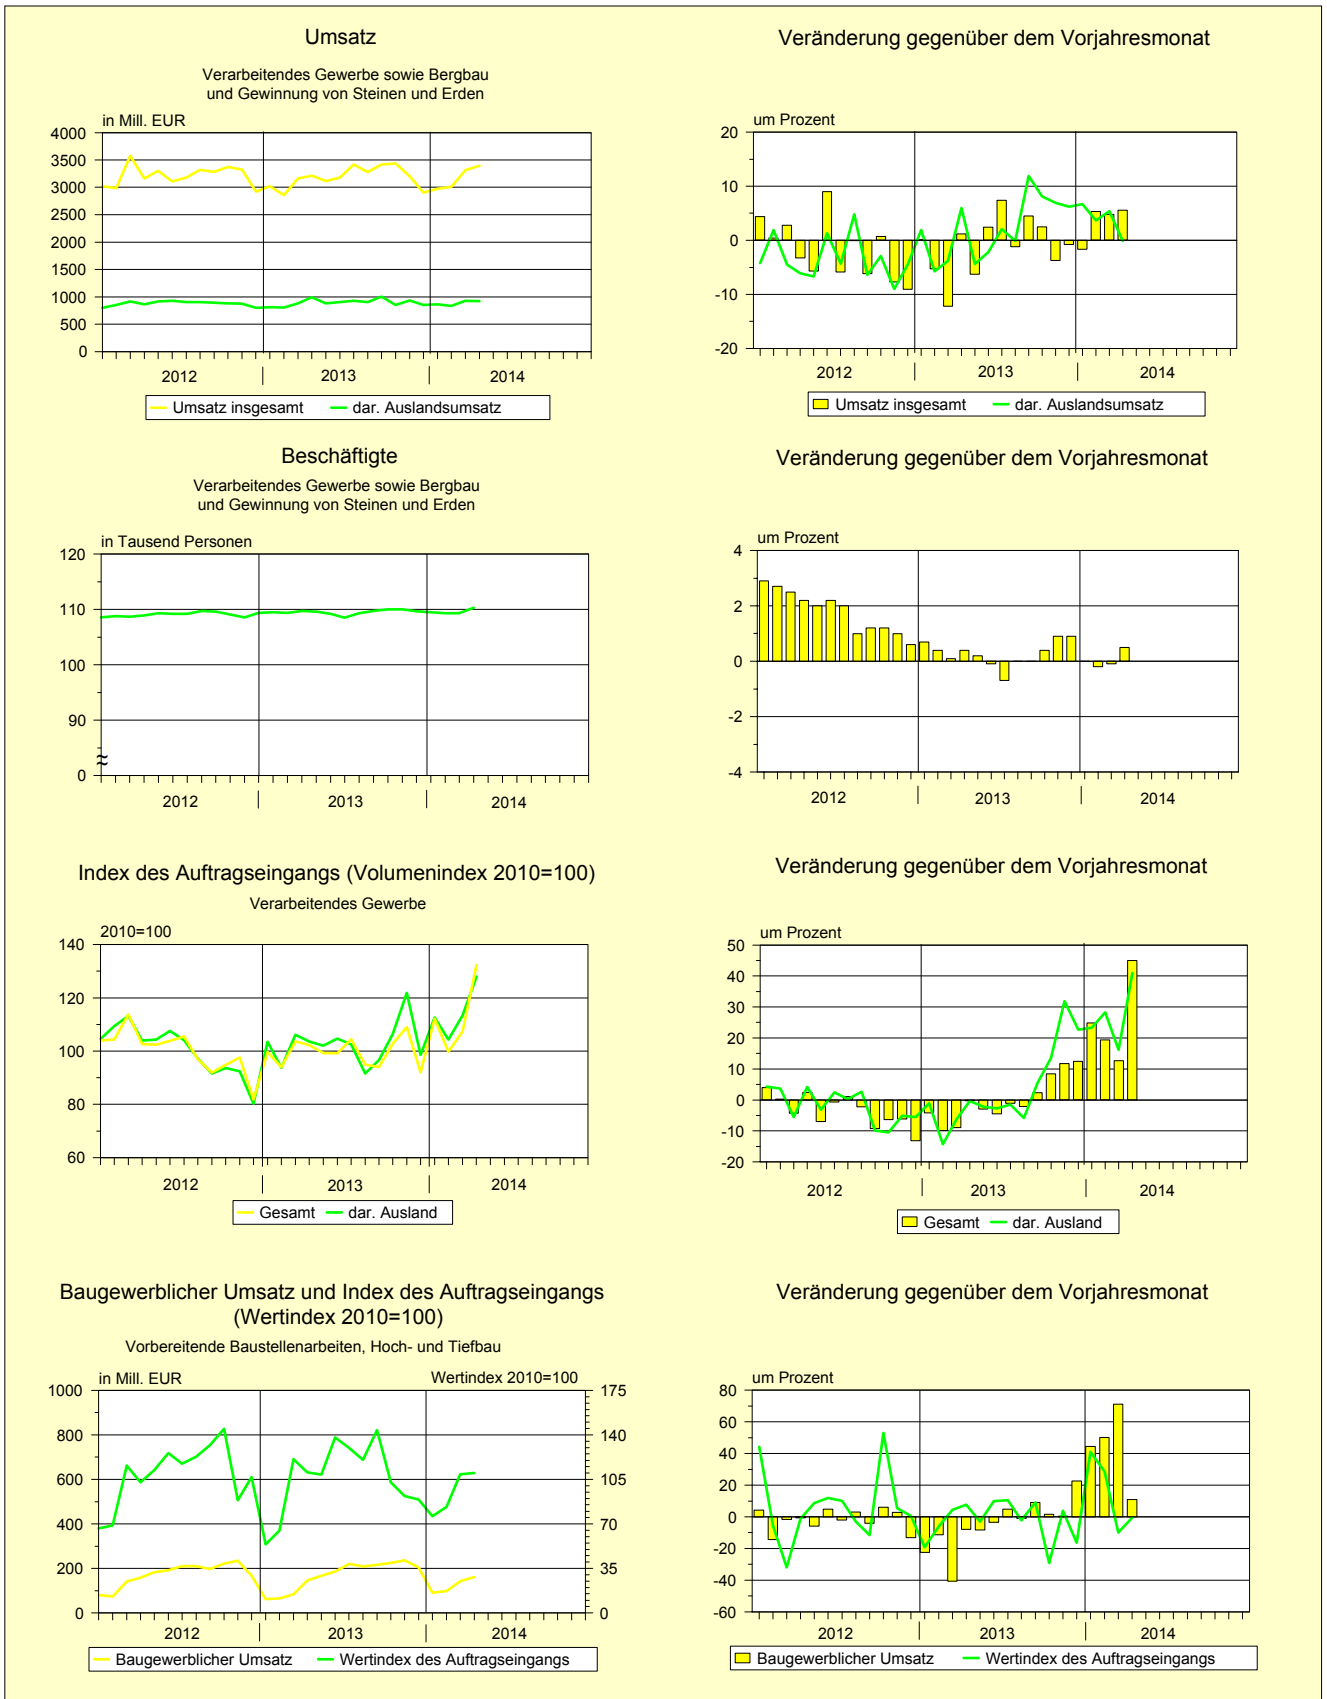 Umsatz
Verarbeitendes Gewerbe sowie Bergbau
und Gewinnung von Steinen und Erden
in Mill. EUR
4000
3500
3000
2500
2000
1500
1000
500
0
2012 2013 2014
Umsatz insgesamt dar. Auslandsumsatz
Veränderung gegenüber dem Vorjahresmonat
um Prozent
20
10
0
-10
-20
2012 2013 2014
Umsatz insgesamt dar. Auslandsumsatz
Beschäftigte
Verarbeitendes Gewerbe sowie Bergbau
und Gewinnung von Steinen und Erden
in Tausend Personen
120
110
100
90
0
2012 2013 2014
Veränderung gegenüber dem Vorjahresmonat
um Prozent
4
2
0
-2
-4
2012 2013 2014
Index des Auftragseingangs (Volumenindex 2010=100)
Verarbeitendes Gewerbe
2010=100
140
120
100
80
60
2012 2013 2014
Gesamt dar. Ausland
Veränderung gegenüber dem Vorjahresmonat
um Prozent
50
40
30
20
10
0
-10
-20
2012 2013 2014
Gesamt dar. Ausland
Baugewerblicher Umsatz und Index des Auftragseingangs
(Wertindex 2010=100)
Vorbereitende Baustellenarbeiten, Hoch- und Tiefbau
in Mill. EUR Wertindex 2010=100
1000 175
800 140
600 105
400 70
200 35
0 0
2012 2013 2014
Baugewerblicher Umsatz Wertindex des Auftragseingangs
Veränderung gegenüber dem Vorjahresmonat
um Prozent
80
60
40
20
0
-20
-40
-60
2012 2013 2014
Baugewerblicher Umsatz Wertindex des Auftragseingangs